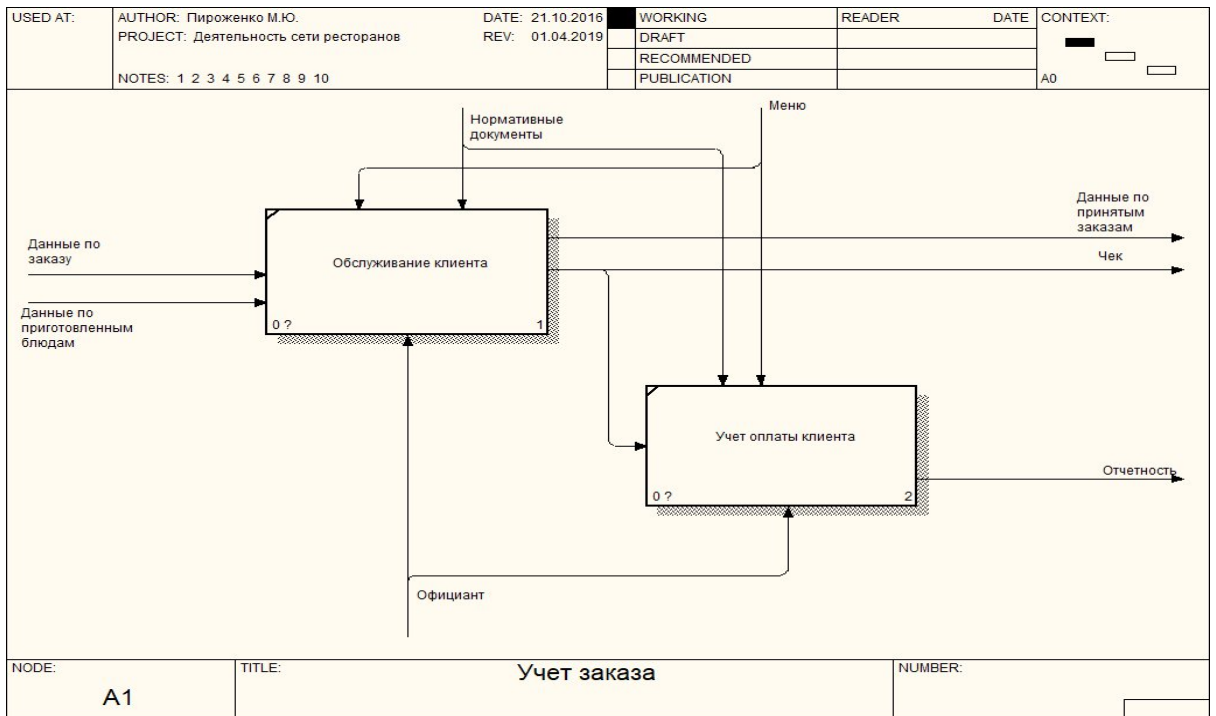 USED AT:
AUTHOR: Пироженко М.Ю.
DATE: 21.10.2016
WORKING
READER
DATE
CONTEXT:
PROJECT: Деятельность сети ресторанов
REV: 01.04.2019
DRAFT
RECOMMENDED
NOTES: 1 2 3 4 5 6 7 8 9 10
PUBLICATION
A0
Нормативные
документы
Меню
Данные по
принятым
заказам
Данные по
заказу
Чек
Обслуживание клиента
Данные по
приготовленным
блюдам
0 ?
1
Учет оплаты клиента
Отчетность
0 ?
2
Официант
NODE:
TITLE:
Учет заказа
NUMBER:
A1